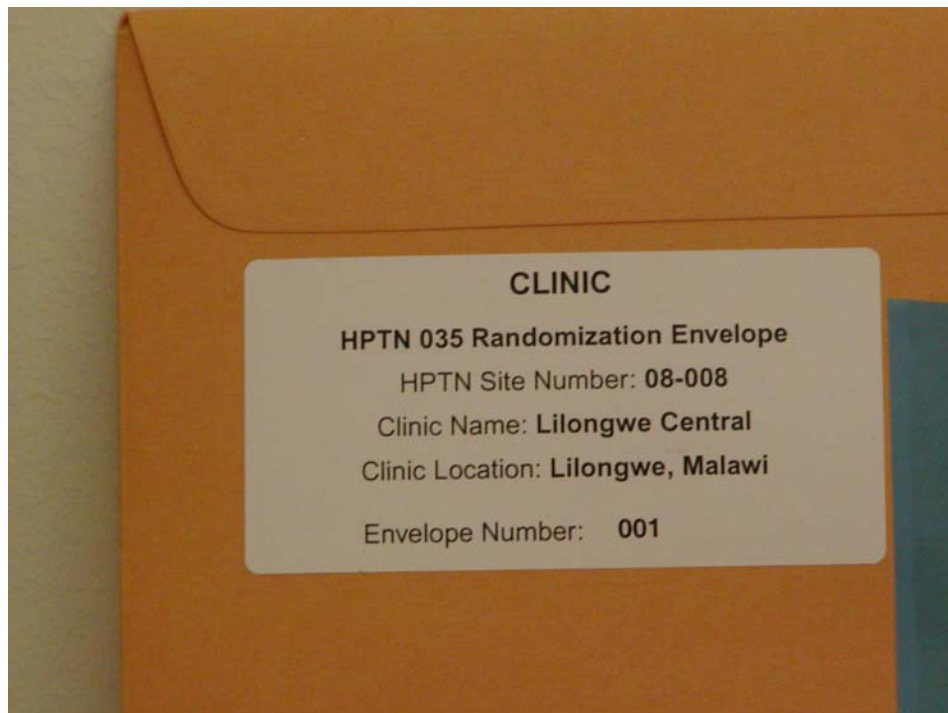 CLINIC
HPTN 035 Randomization Envelope
HPTN Site Number: 08-008
Clinic Name: Lilongwe Central
Clinic Location: Lilongwe, Malawi
Envelope Number: 001